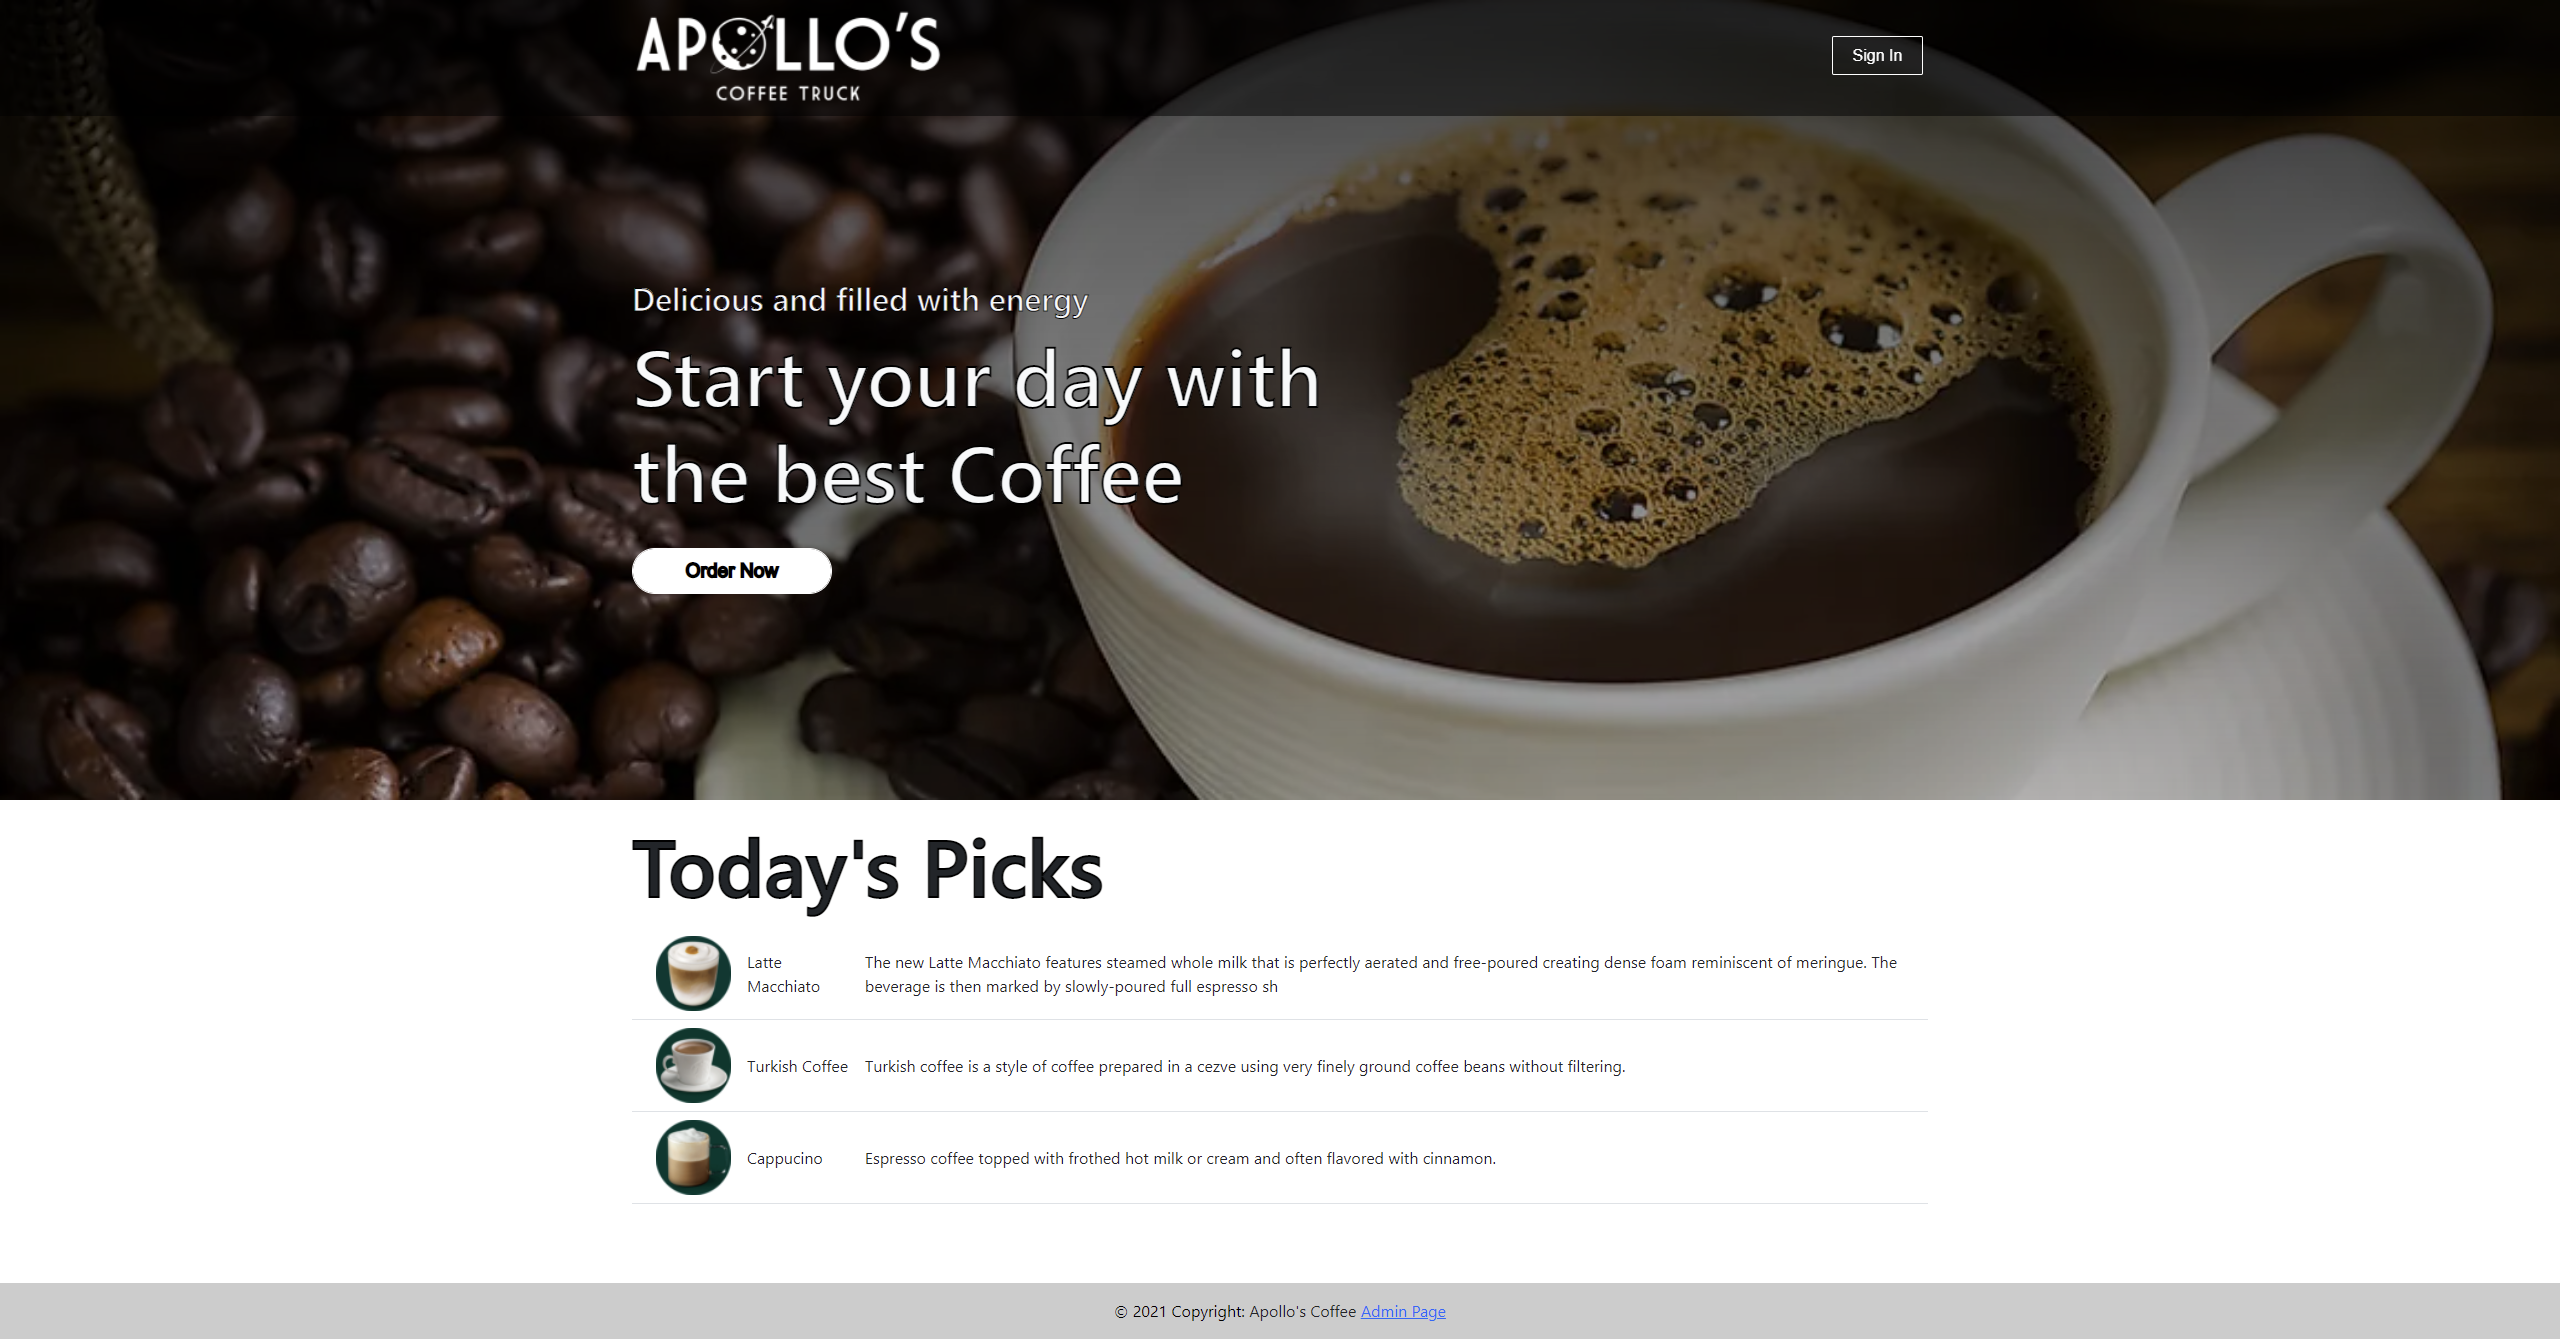 APOLLO'S
COFFEE TRUCK
Sign In
Delicious and filled with energy
Start your day with
the best Coffee
Order Now
Today's Picks
Latte
Macchiato
The new Latte Macchiato features steamed whole milk that is perfectly aerated and free-poured creating dense foam reminiscent of meringue. The
beverage is then marked by slowly-poured full espresso sh
Turkish Coffee
Turkish coffee is a style of coffee prepared in a cezve using very finely ground coffee beans without filtering.
Cappucino
Espresso coffee topped with frothed hot milk or cream and often flavored with cinnamon.
© 2021 Copyright: Apollo's Coffee Admin Page